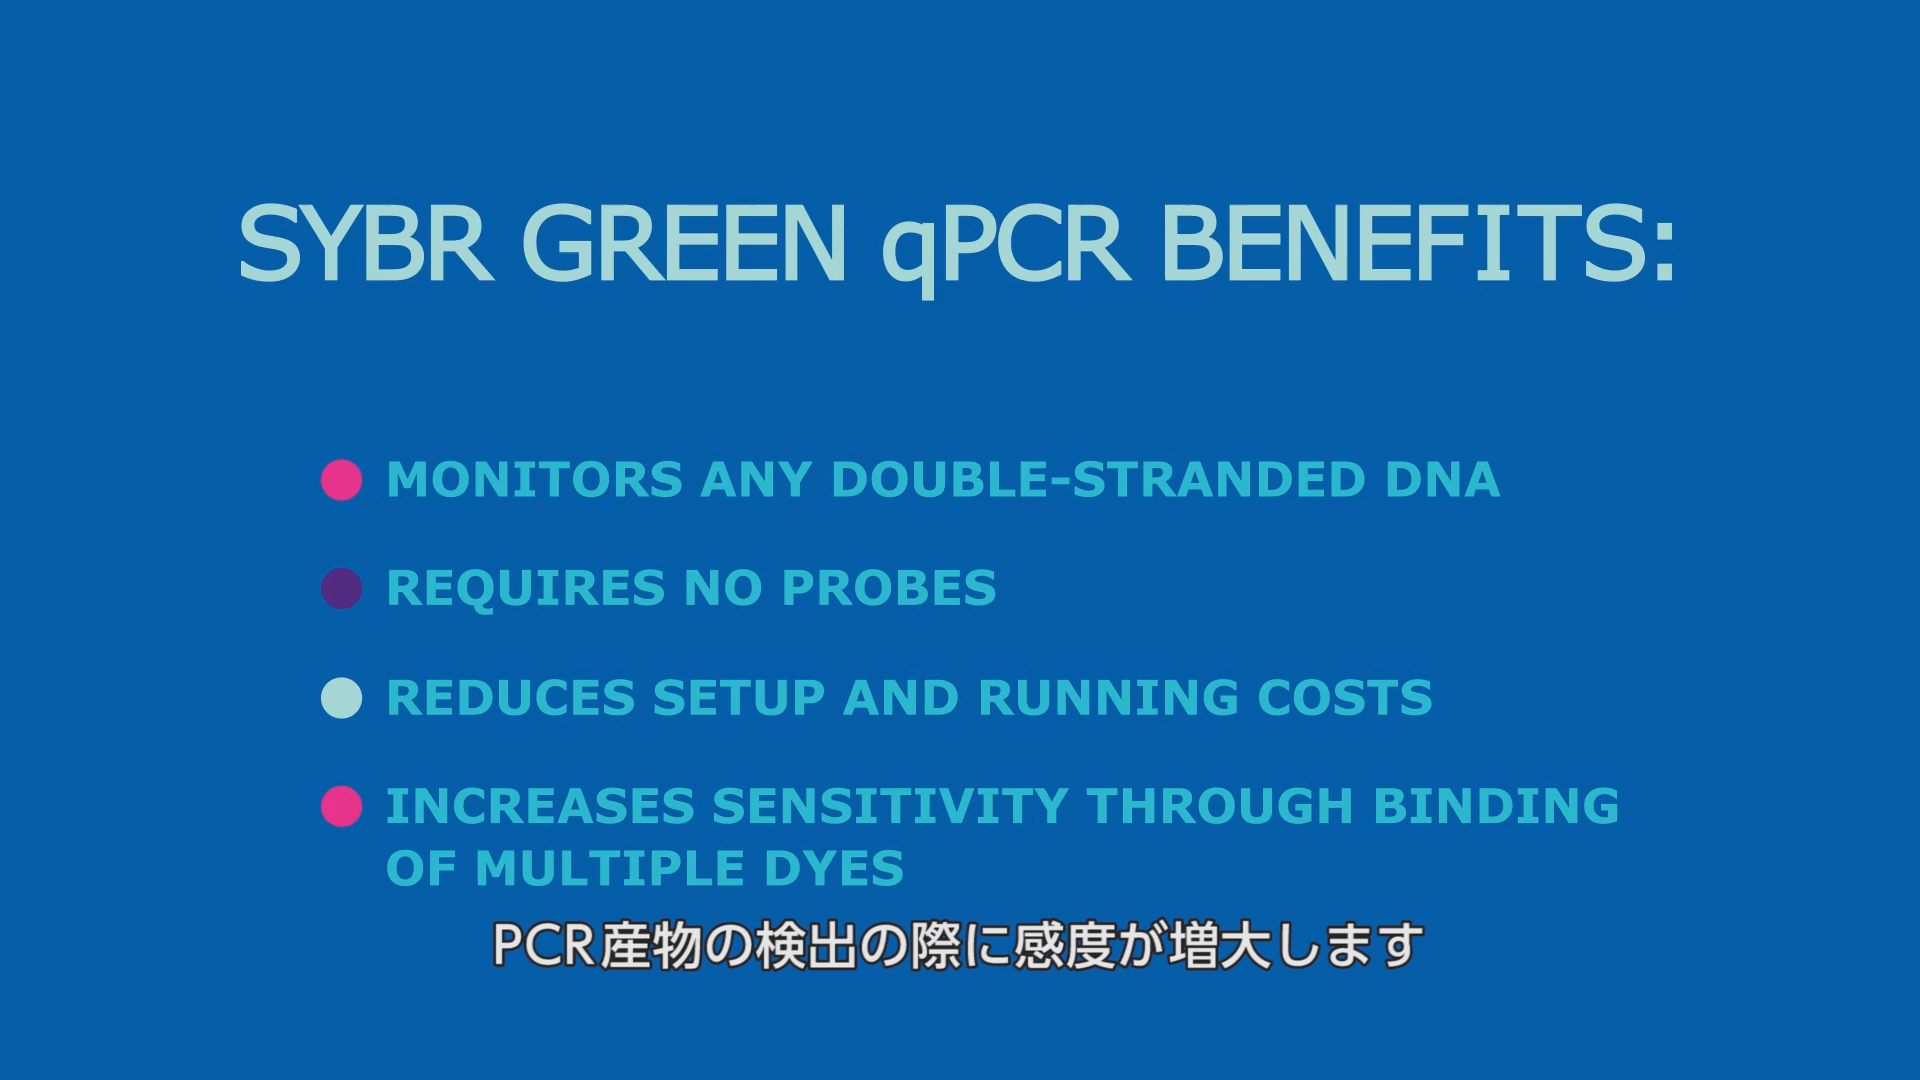 SYBR GREEN qPCR BENEFITS:
MONITORS ANY DOUBLE-STRANDED DNA
REQUIRES NO PROBES
REDUCES SETUP AND RUNNING COSTS
INCREASES SENSITIVITY THROUGH BINDING
OF MULTIPLE DYES
PCR産物の検出の際に感度が増大します